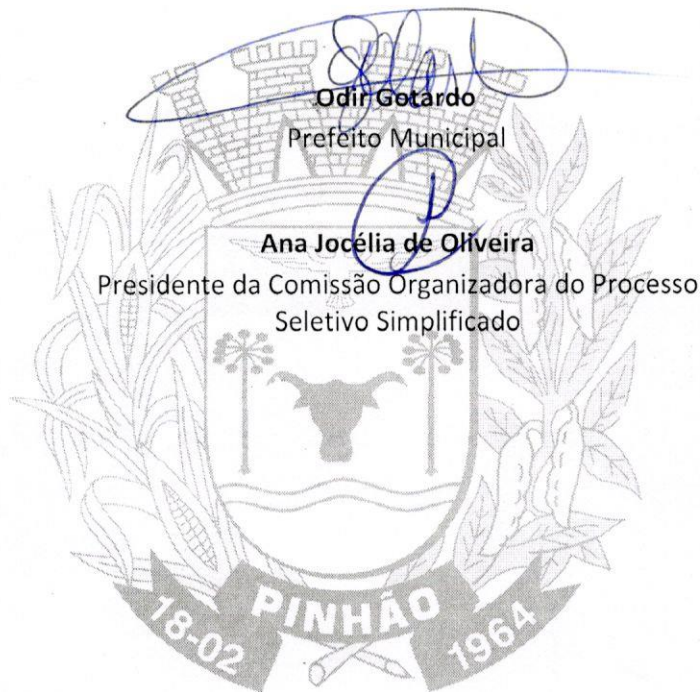 Odir Gotardo
Prefeito Municipal
Ana Jocélia de Oliveira
Presidente da Comissão Organizadora do Processo
Seletivo Simplificado
PINHÃO
18-02
1964